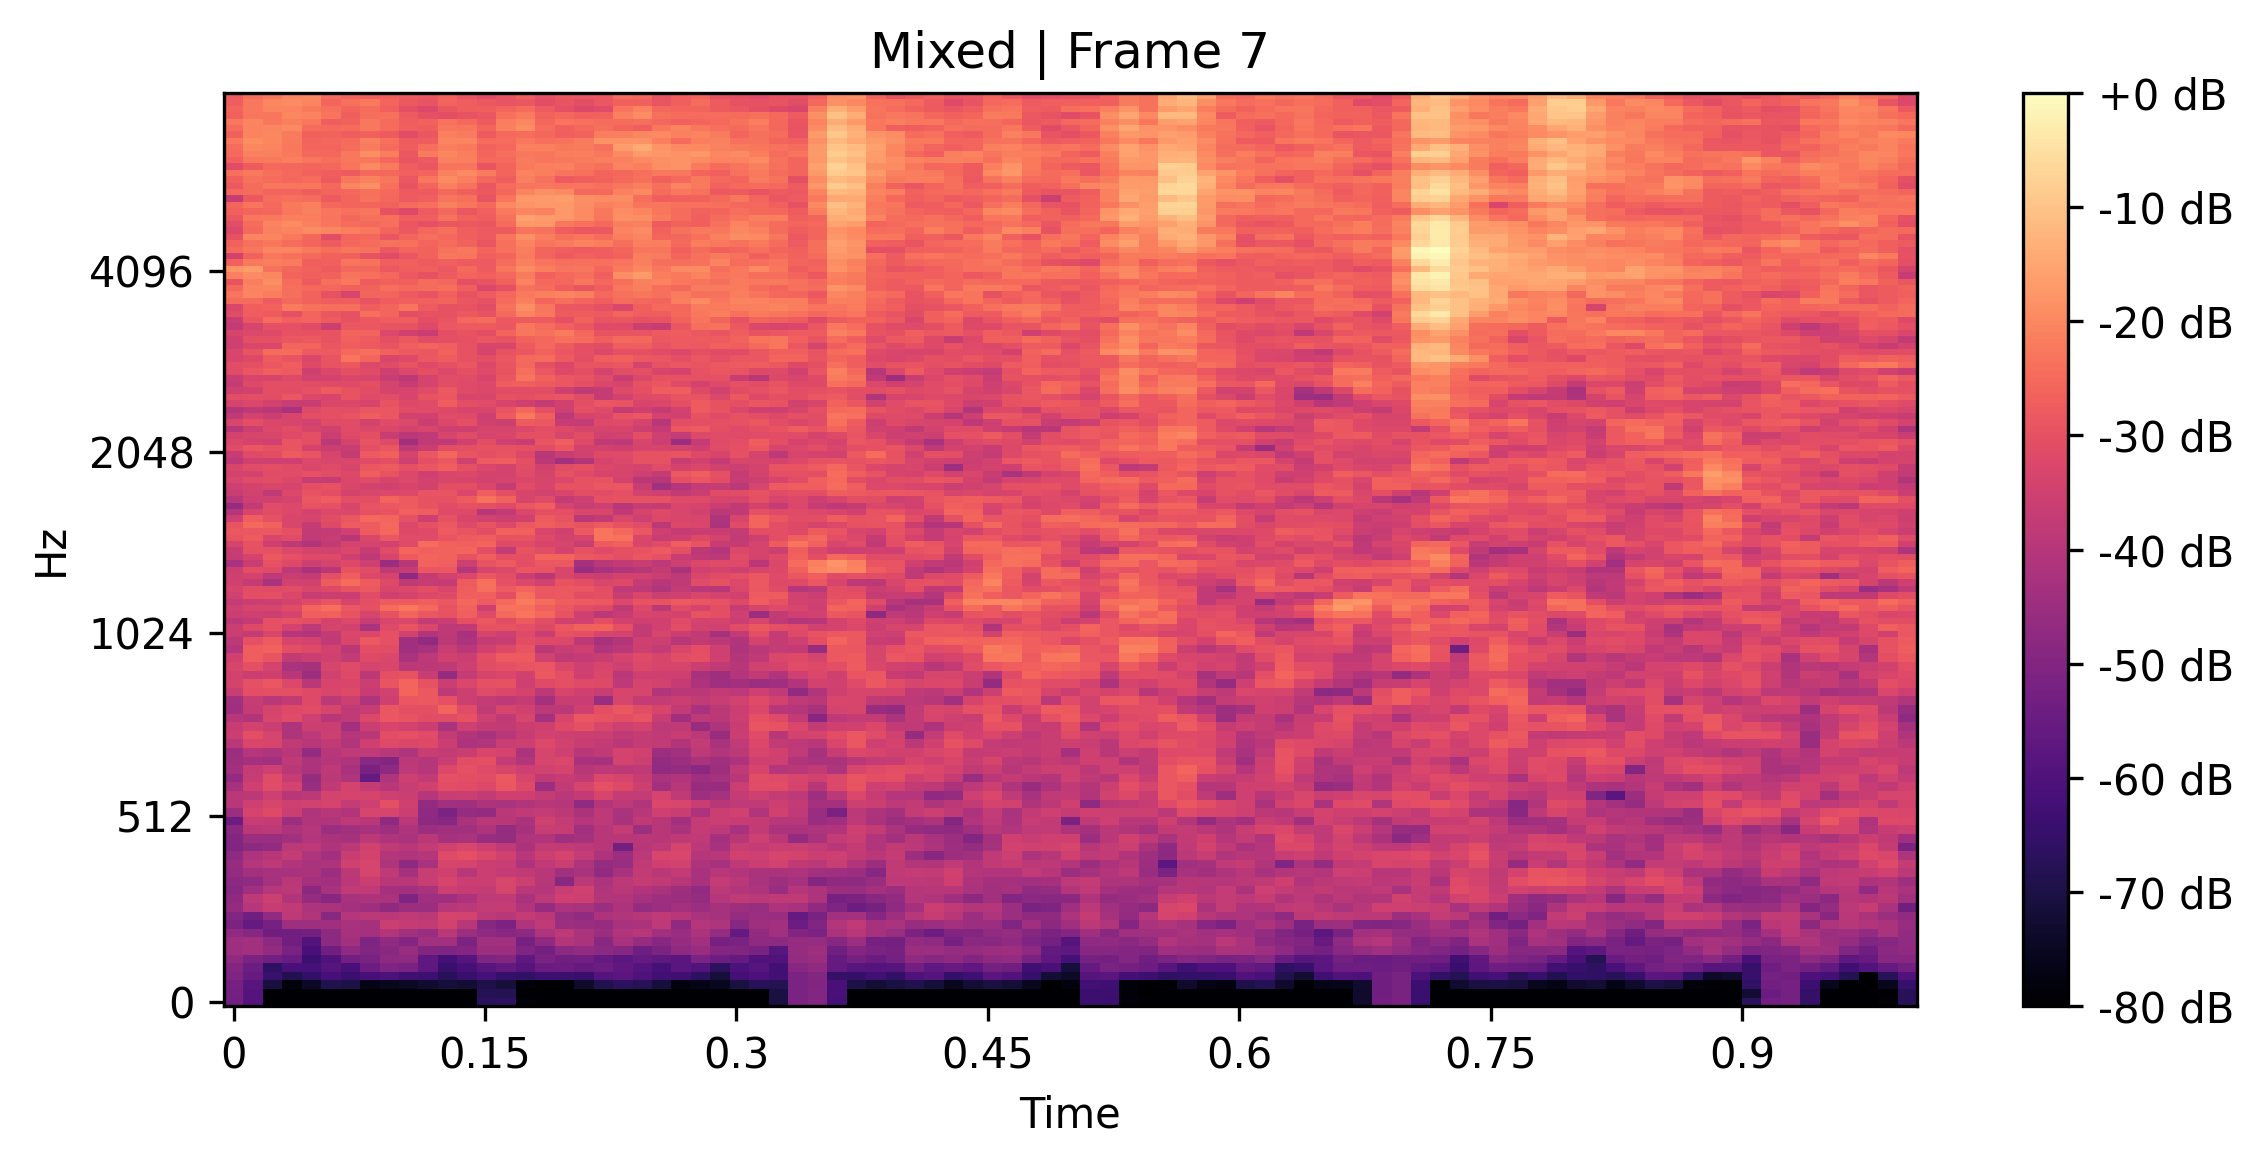 Mixed | Frame 7
+0 dB
-10 dB
-20 dB
-30 dB
-40 dB
-50 dB
-60 dB
-70 dB
-80 dB
Hz
4096
2048
1024
512
0
0 0.15 0.3 0.45 0.6 0.75 0.9
Time